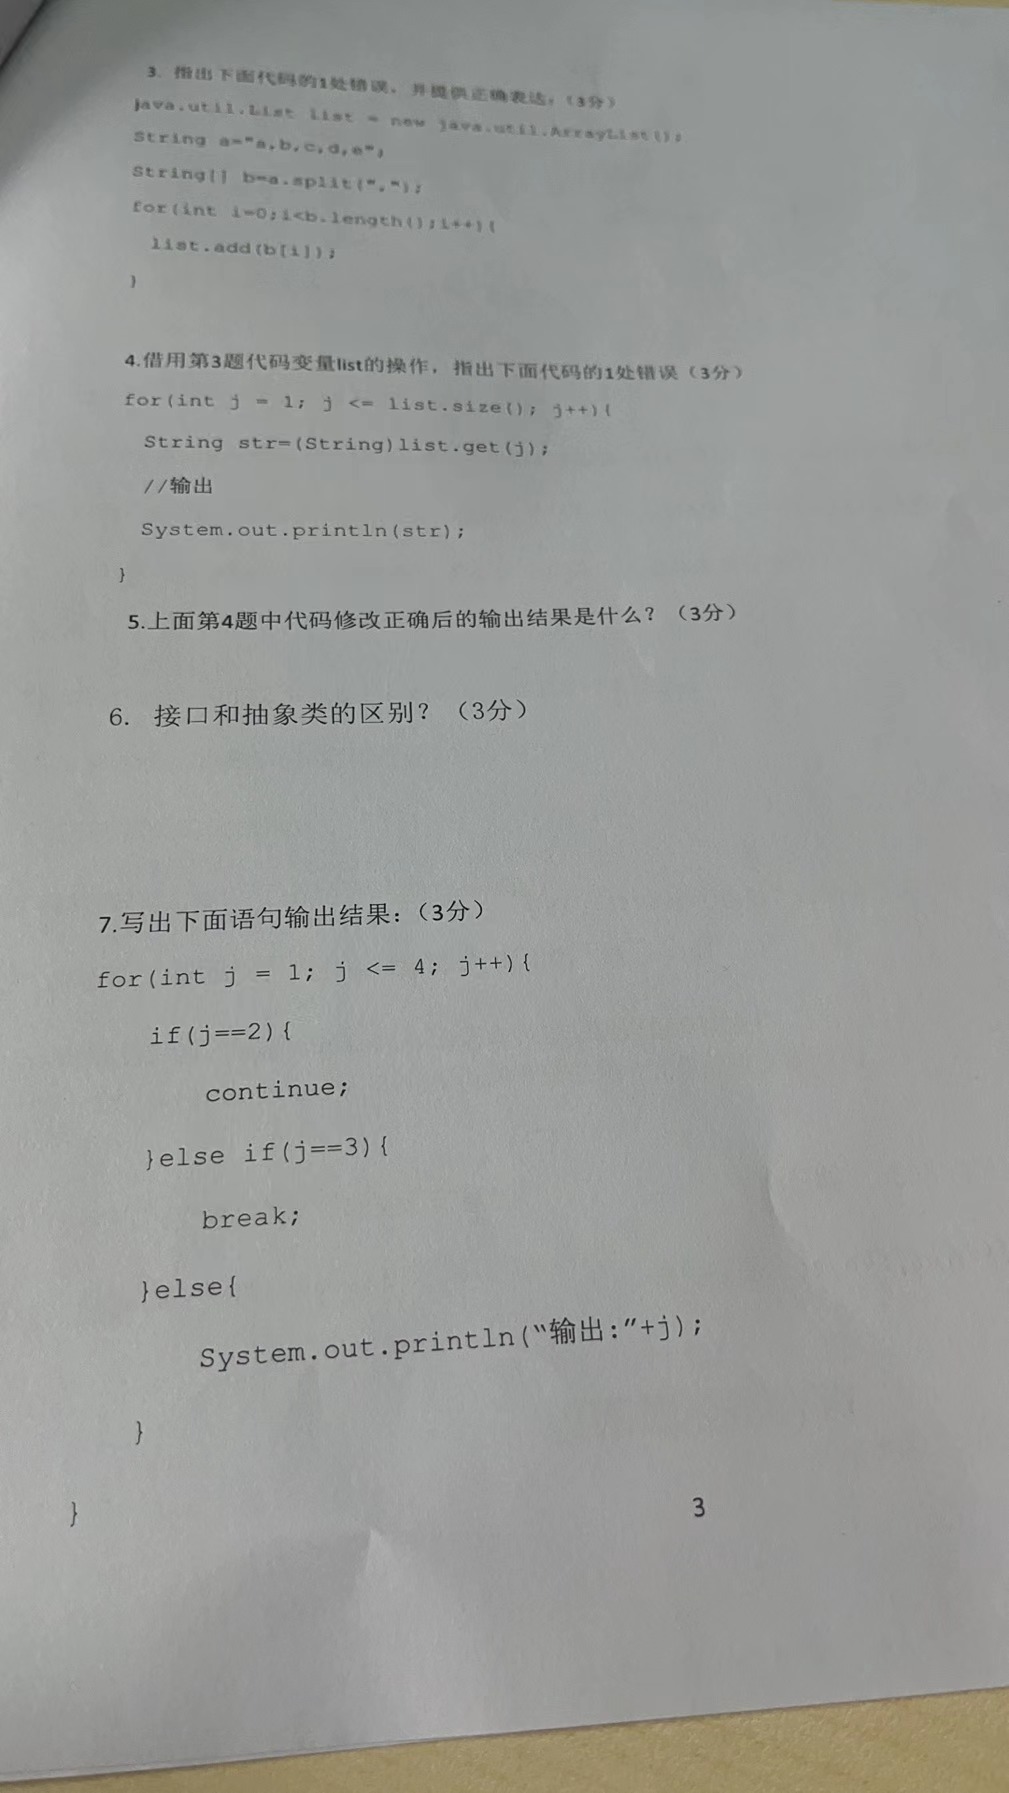 3. 指出下面代码的1处错误，并提供正确表达。（3分）
java.util.List list = new java.util.ArrayList();
String a="a,b,c,d,e";
String[] b=a.split(",");
for(int i=0;i<b.length();i++){
list.add(b[i]);
}
4.借用第3题代码变量list的操作，指出下面代码的1处错误（3分）
for(int j = 1; j <= list.size(); j++){
String str=(String)list.get(j);
//输出
System.out.println(str);
}
5.上面第4题中代码修改正确后的输出结果是什么？（3分）
6. 接口和抽象类的区别？（3分）
7.写出下面语句输出结果：（3分）
for(int j = 1; j <= 4; j++){
if(j==2){
continue;
}else if(j==3){
break;
}else{
System.out.println(“输出:”+j);
}
}
3